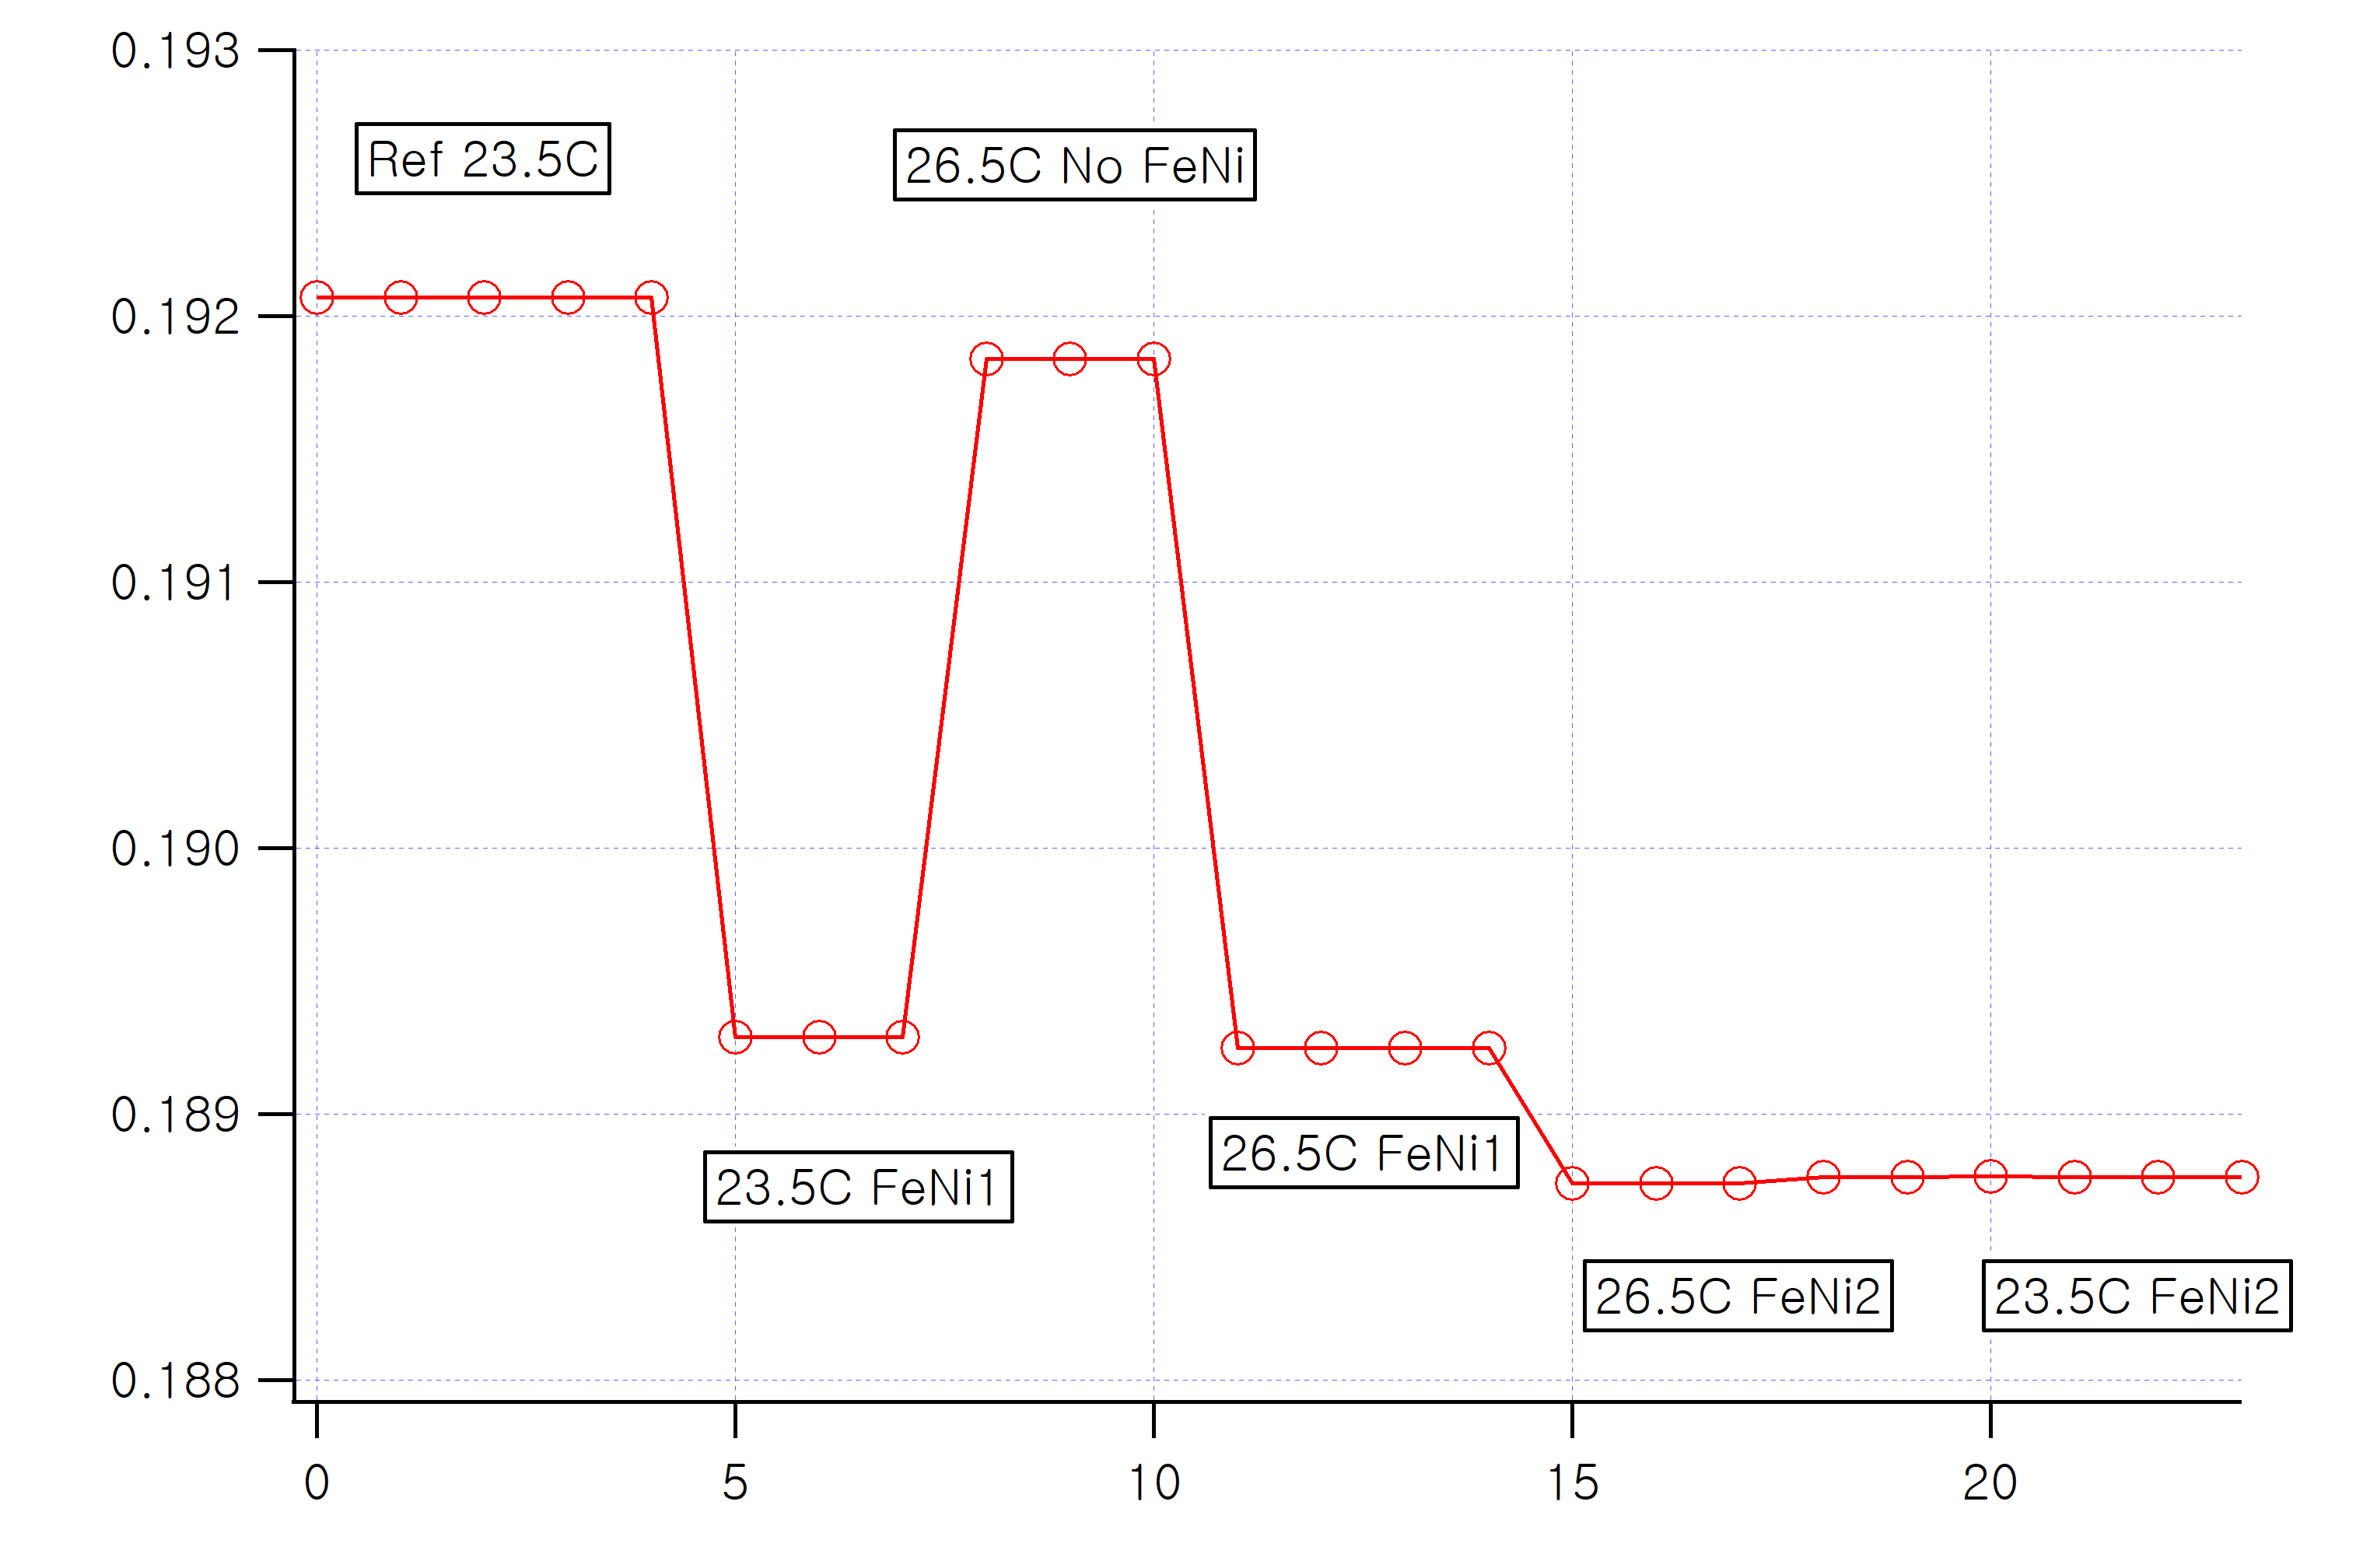 0.193
Ref 23.5C
26.5C No FeNi
0.192
0.191
0.190
0.189
26.5C FeNi1
23.5C FeNi1
26.5C FeNi2
23.5C FeNi2
0.188
0
5
10
15
20